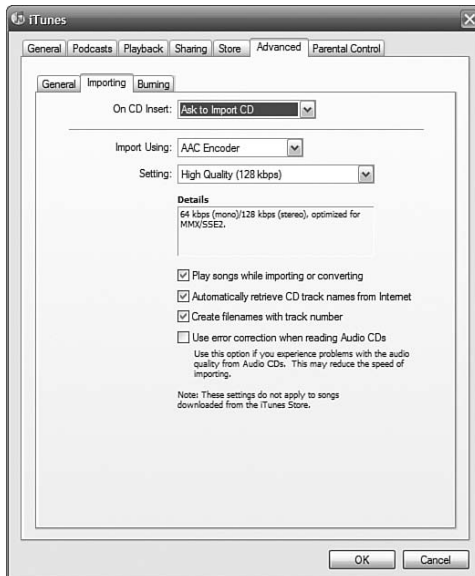 iTunes
General Podcasts Playback Sharing Store Advanced Parental Control
General Importing Burning
On CD Insert: Ask to Import CD
Import Using: AAC Encoder
Setting: High Quality (128 kbps)
Details
64 kbps (mono)/128 kbps (stereo), optimized for
MMX/SSE2.
Play songs while importing or converting
Automatically retrieve CD track names from Internet
Create filenames with track number
Use error correction when reading Audio CDs
Use this option if you experience problems with the audio
quality from Audio CDs. This may reduce the speed of
importing.
Note: These settings do not apply to songs
downloaded from the iTunes Store.
OK Cancel